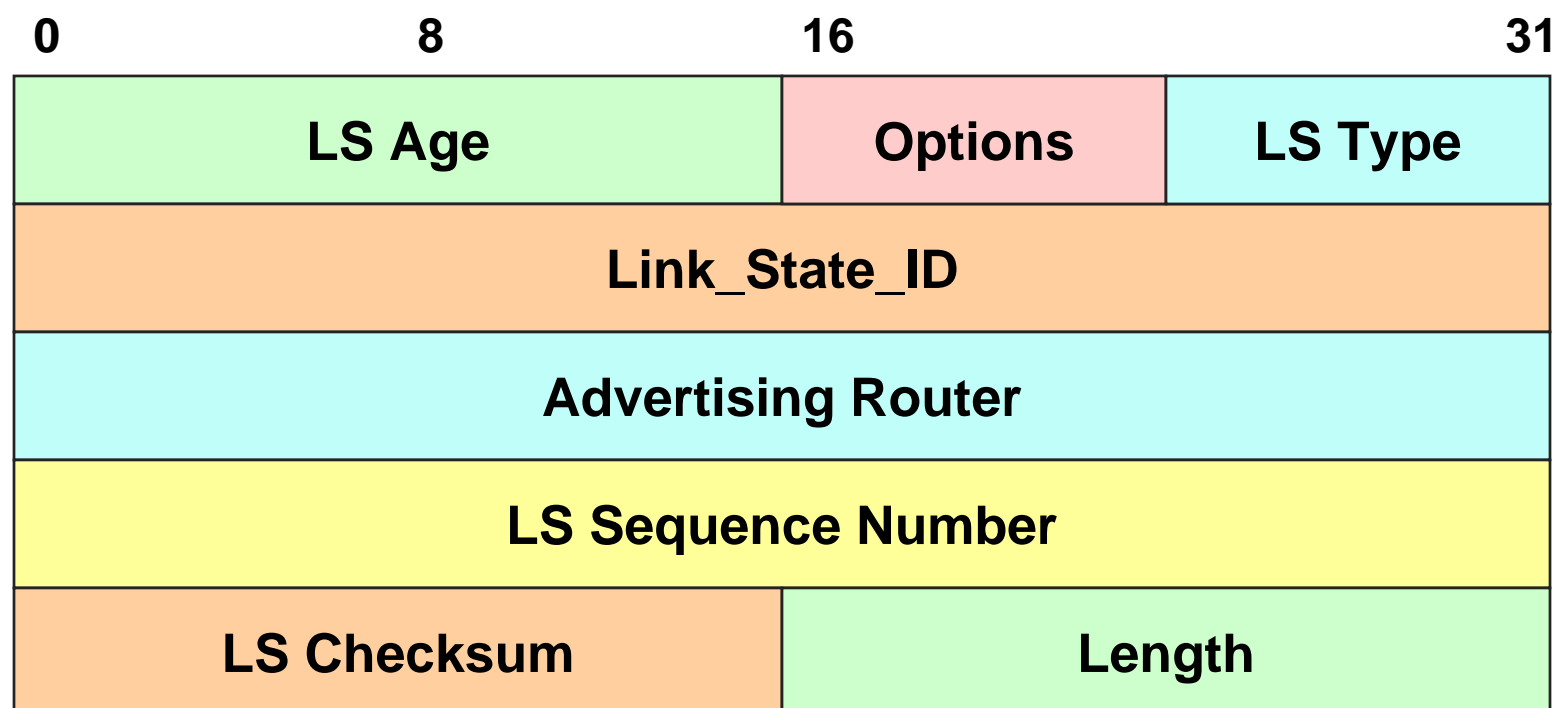 0 8 16 31
LS Age Options LS Type
Link_State_ID
Advertising Router
LS Sequence Number
LS Checksum Length